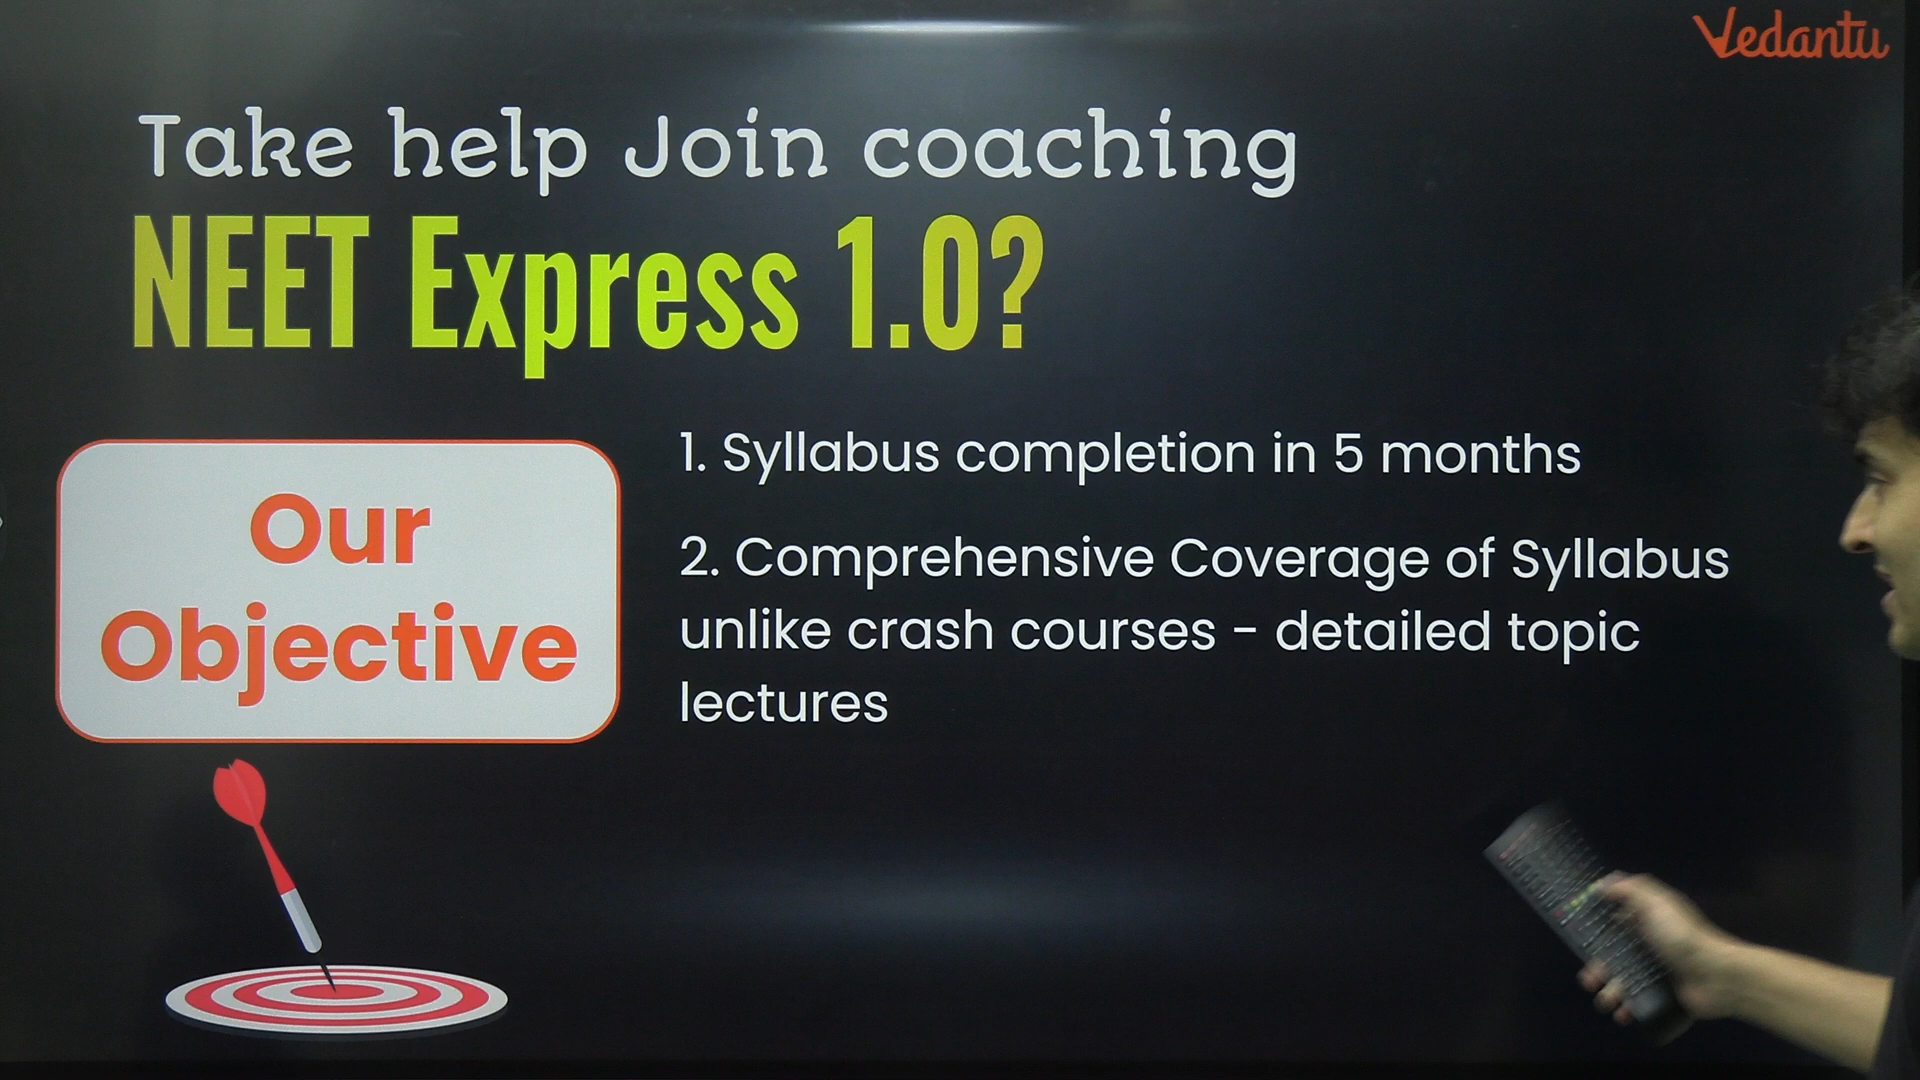 Vedantu
Take help Join coaching
NEET Express 1.0?
Our
Objective
1. Syllabus completion in 5 months
2. Comprehensive Coverage of Syllabus
unlike crash courses - detailed topic
lectures